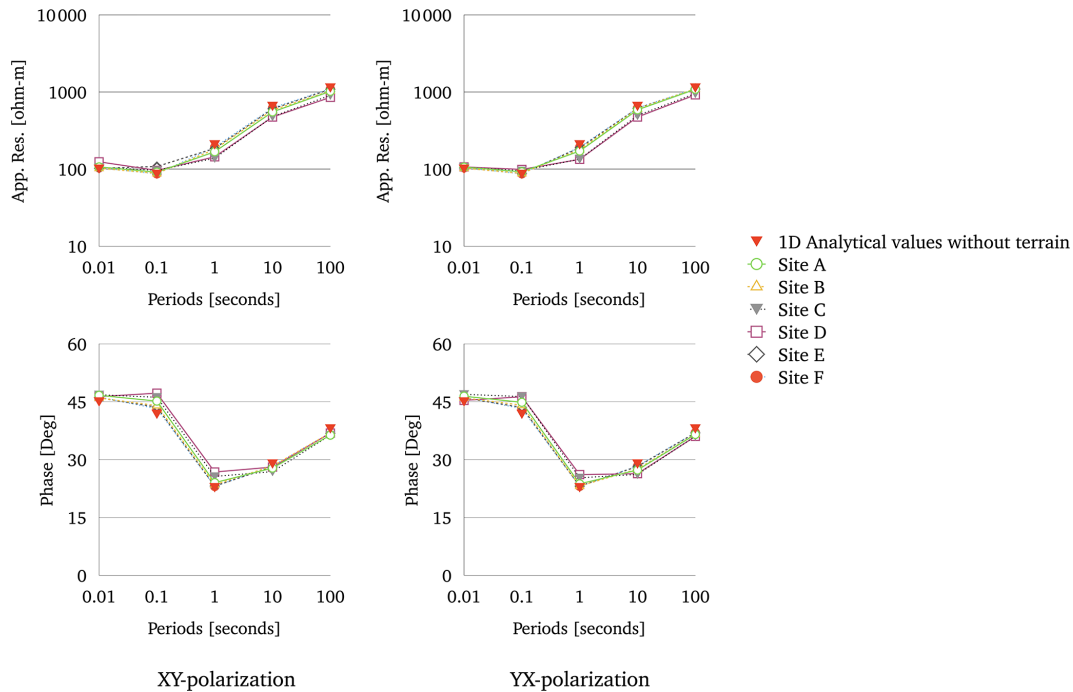 10 000
1000
100
10
App. Res. [ohm-m]
0.01 0.1 1 10 100
Periods [seconds]
10 000
1000
100
10
App. Res. [ohm-m]
0.01 0.1 1 10 100
Periods [seconds]
1D Analytical values without terrain
Site A
Site B
Site C
Site D
Site E
Site F
60
45
30
15
0
Phase [Deg]
0.01 0.1 1 10 100
Periods [seconds]
XY-polarization
60
45
30
15
0
Phase [Deg]
0.01 0.1 1 10 100
Periods [seconds]
YX-polarization